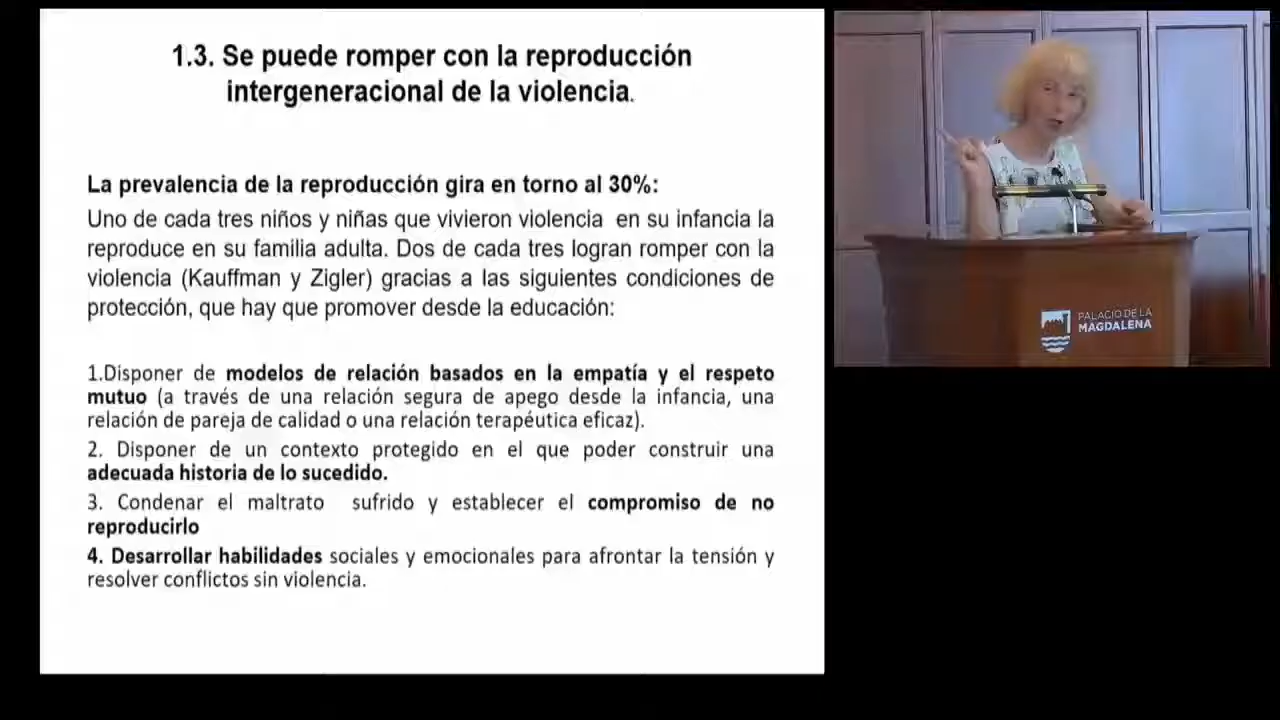 1.3. Se puede romper con la reproducción
intergeneracional de la violencia.
La prevalencia de la reproducción gira en torno al 30%:
Uno de cada tres niños y niñas que vivieron violencia en su infancia la
reproduce en su familia adulta. Dos de cada tres logran romper con la
violencia (Kauffman y Zigler) gracias a las siguientes condiciones de
protección, que hay que promover desde la educación:
1.Disponer de modelos de relación basados en la empatía y el respeto
mutuo (a través de una relación segura de apego desde la infancia, una
relación de pareja de calidad o una relación terapéutica eficaz).
2. Disponer de un contexto protegido en el que poder construir una
adecuada historia de lo sucedido.
3. Condenar el maltrato sufrido y establecer el compromiso de no
reproducirlo
4. Desarrollar habilidades sociales y emocionales para afrontar la tensión y
resolver conflictos sin violencia.
PALACIO DE LA
MAGDALENA